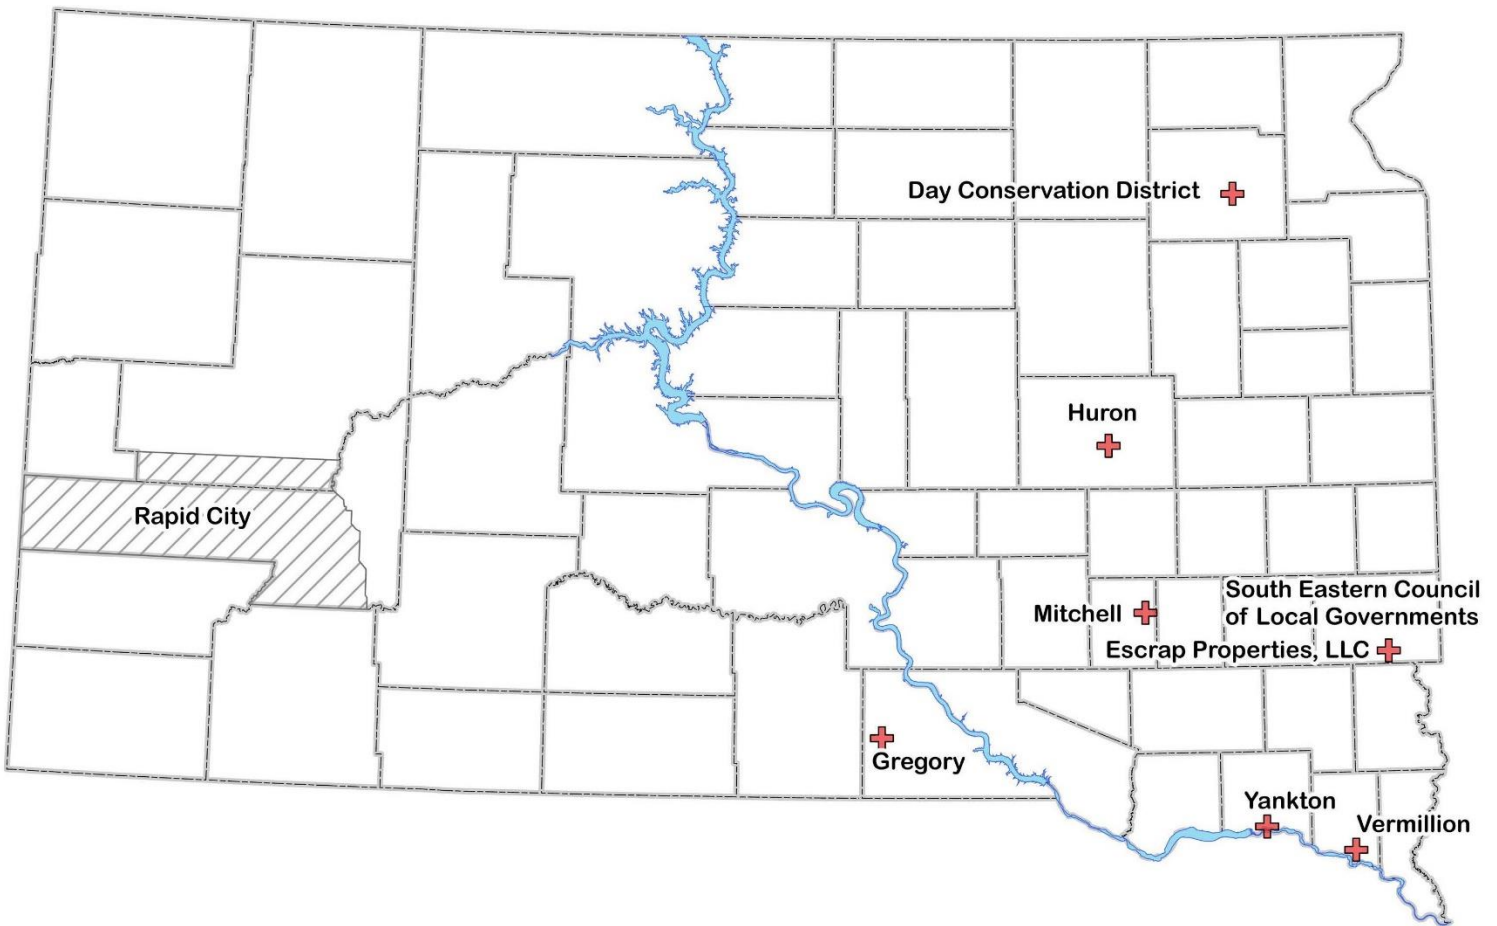 Day Conservation District
Huron
Rapid City
South Eastern Council
of Local Governments
Mitchell
Escrap Properties, LLC
Gregory
Yankton
Vermillion